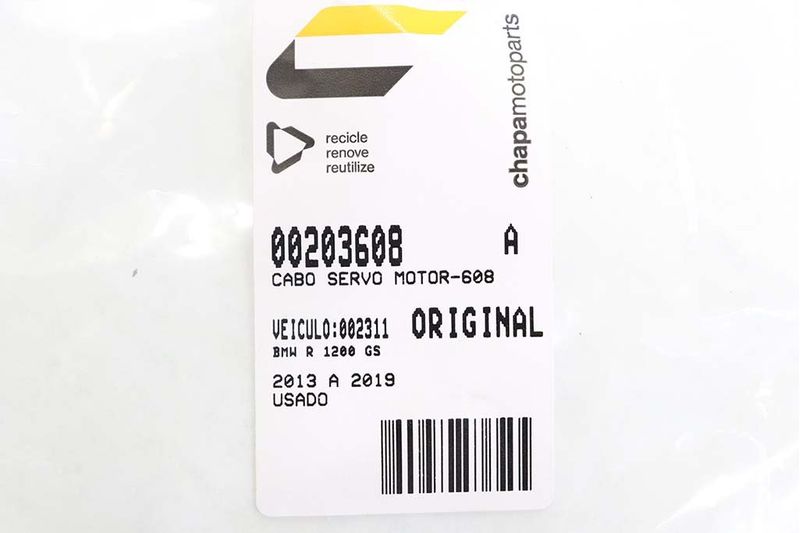 chapamotoparts
recicle
renove
reutilize
00203608 A
CABO SERVO MOTOR-608
VEICULO:002311 ORIGINAL
BMW R 1200 GS
2013 A 2019
USADO